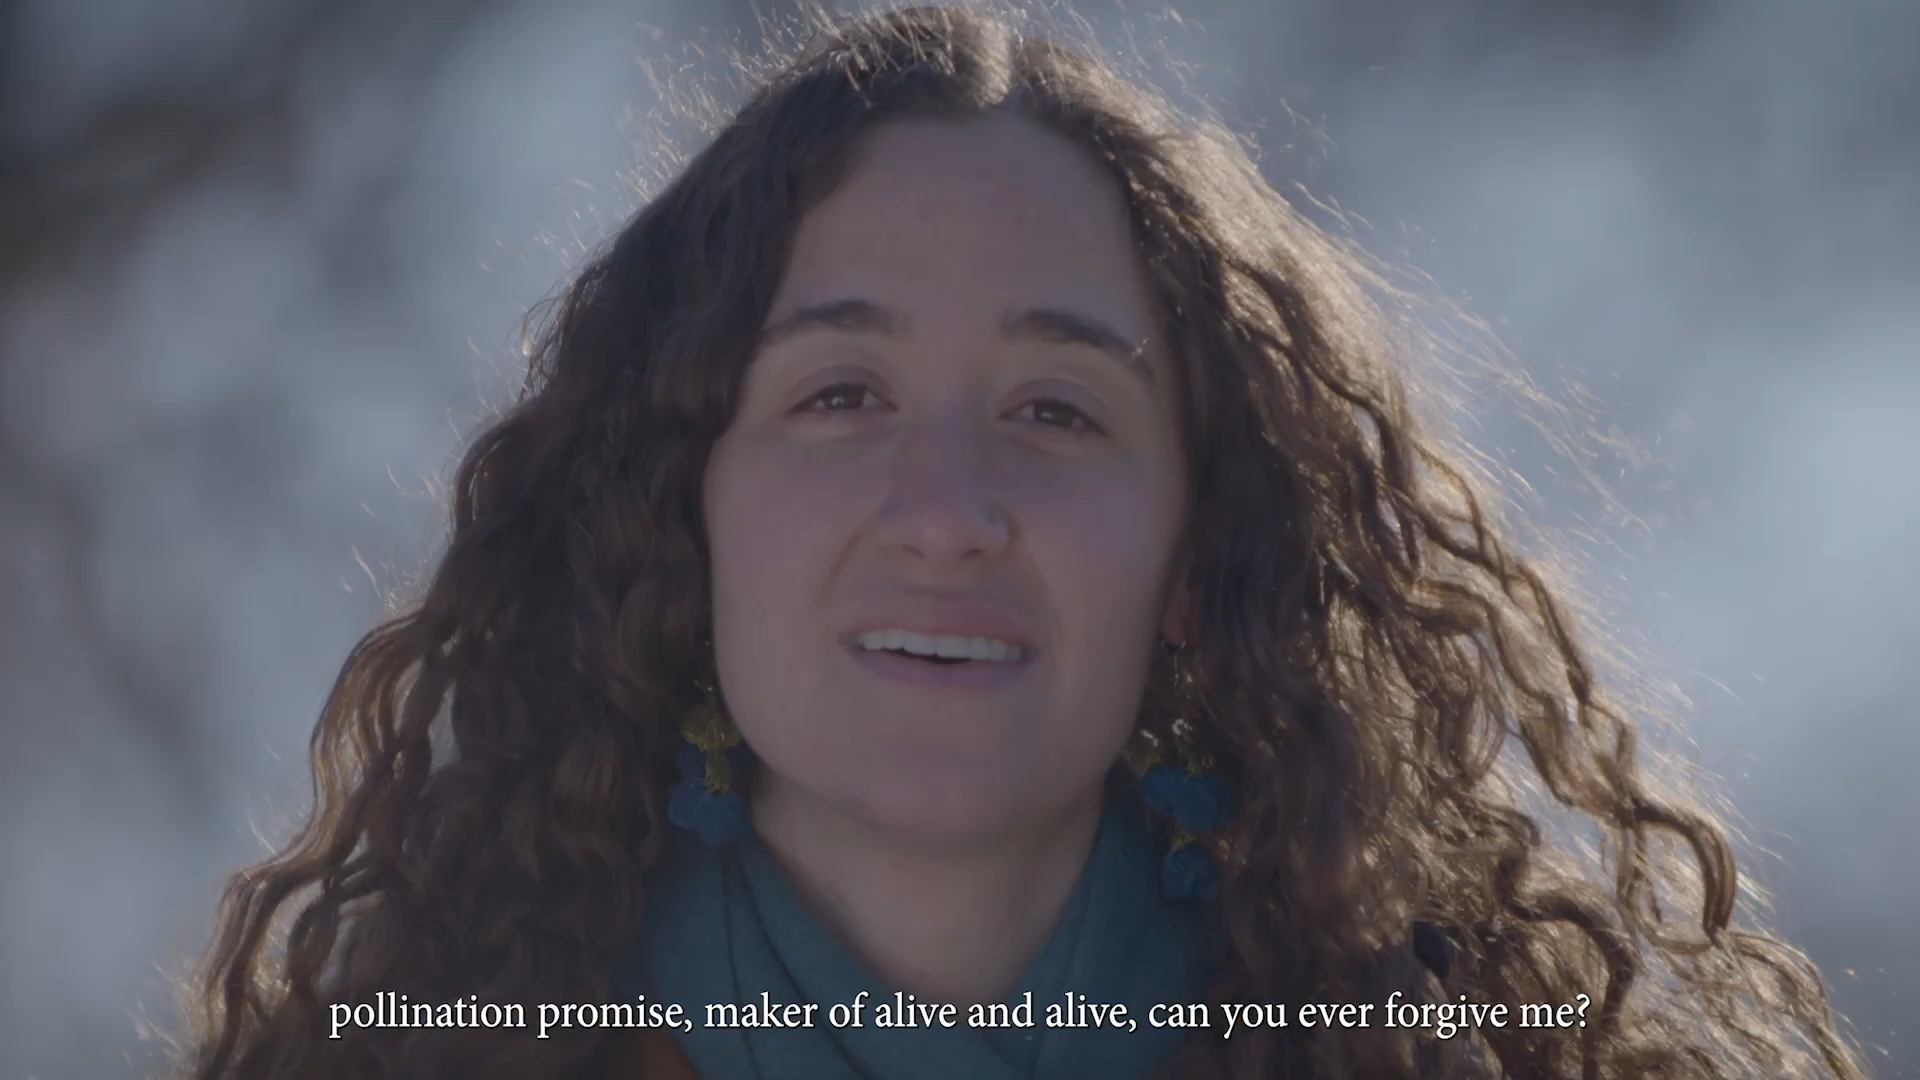 pollination promise, maker of alive and alive, can you ever forgive me?